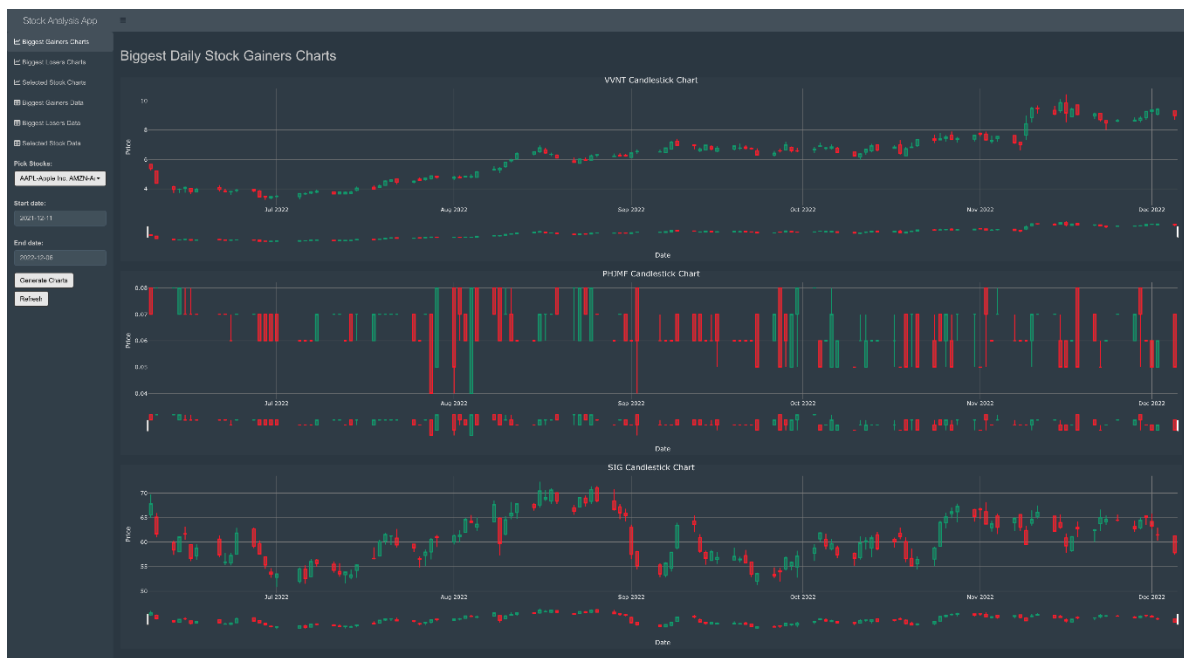 Stock Analysis App
Biggest Gainers Charts
Biggest Losers Charts
Selected Stock Charts
Biggest Gainers Data
Biggest Losers Data
Selected Stock Data
Pick Stocks:
AAPL-Apple Inc. AMZN-A
Start date:
2021-12-11
End date:
2022-12-06
Generate Charts
Refresh
Biggest Daily Stock Gainers Charts
VVNT Candlestick Chart
Price
10
8
6
4
Jul 2022 Aug 2022 Sep 2022 Oct 2022 Nov 2022 Dec 2022
Date
PHJMF Candlestick Chart
Price
0.08
0.07
0.06
0.05
0.04
Jul 2022 Aug 2022 Sep 2022 Oct 2022 Nov 2022 Dec 2022
Date
SIG Candlestick Chart
Price
70
65
60
55
50
Jul 2022 Aug 2022 Sep 2022 Oct 2022 Nov 2022 Dec 2022
Date